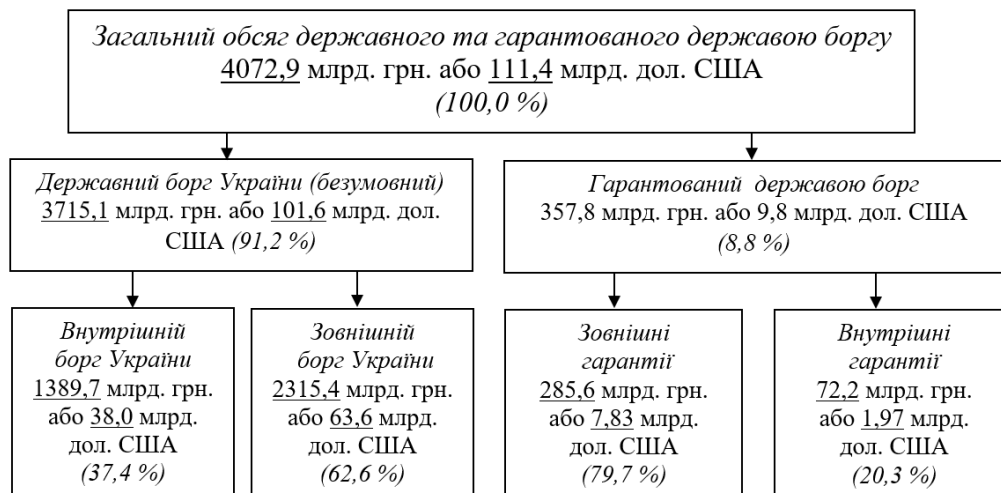 Загальний обсяг державного та гарантованого державою боргу
4072,9 млрд. грн. або 111,4 млрд. дол. США
(100,0 %)
Державний борг України (безумовний)
3715,1 млрд. грн. або 101,6 млрд. дол.
США (91,2 %)
Гарантований державою борг
357,8 млрд. грн. або 9,8 млрд. дол. США
(8,8 %)
Внутрішній
борг України
1389,7 млрд. грн.
або 38,0 млрд.
дол. США
(37,4 %)
Зовнішній
борг України
2315,4 млрд. грн.
або 63,6 млрд.
дол. США
(62,6 %)
Зовнішні
гарантії
285,6 млрд. грн.
або 7,83 млрд.
дол. США
(79,7 %)
Внутрішні
гарантії
72,2 млрд. грн.
або 1,97 млрд.
дол. США
(20,3 %)